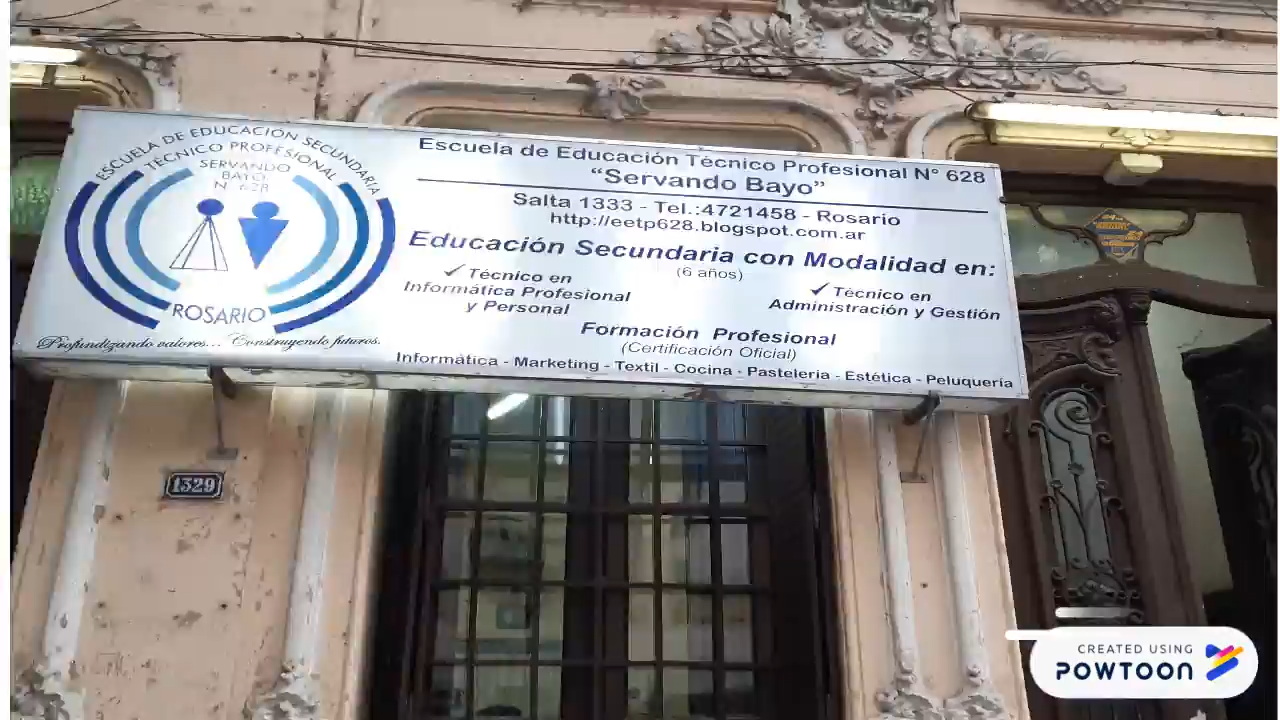 ESCUELA DE EDUCACIÓN SECUNDARIA
TÉCNICO PROFESIONAL
SERVANDO
BAYO
N° 628
ROSARIO
Profundizando valores... Construyendo futuros.
Escuela de Educación Técnico Profesional N° 628
"Servando Bayo"
Salta 1333 - Tel.:4721458 - Rosario
http://eetp628.blogspot.com.ar
Educación Secundaria con Modalidad en:
(6 años)
✓ Técnico en
Informática Profesional
y Personal
✓ Técnico en
Administración y Gestión
Formación Profesional
(Certificación Oficial)
Informática - Marketing - Textil - Cocina - Pastelería - Estética - Peluquería
1329
CREATED USING
POWTOON